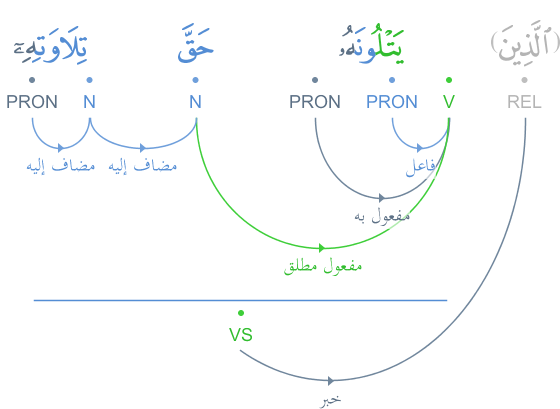 (ٱلَّذِينَ) يَتْلُونَهُۥ حَقَّ تِلَاوَتِهِۦٓ
REL V PRON PRON N N PRON
فاعل مضاف إليه مضاف إليه
مفعول به
مفعول مطلق
VS
خبر